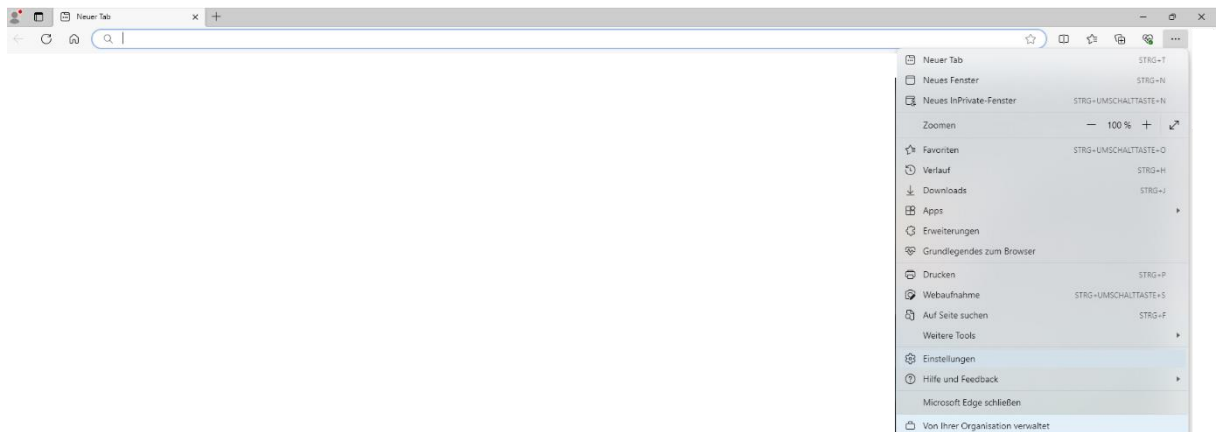 Neuer Tab
Neuer Tab STRG+T
Neues Fenster STRG+N
Neues InPrivate-Fenster STRG+UMSCHALTTASTE+N
Zoomen 100 %
Favoriten STRG+UMSCHALTTASTE+O
Verlauf STRG+H
Downloads STRG+J
Apps
Erweiterungen
Grundlegendes zum Browser
Drucken STRG+P
Webaufnahme STRG+UMSCHALTTASTE+S
Auf Seite suchen STRG+F
Weitere Tools
Einstellungen
Hilfe und Feedback
Microsoft Edge schließen
Von Ihrer Organisation verwaltet